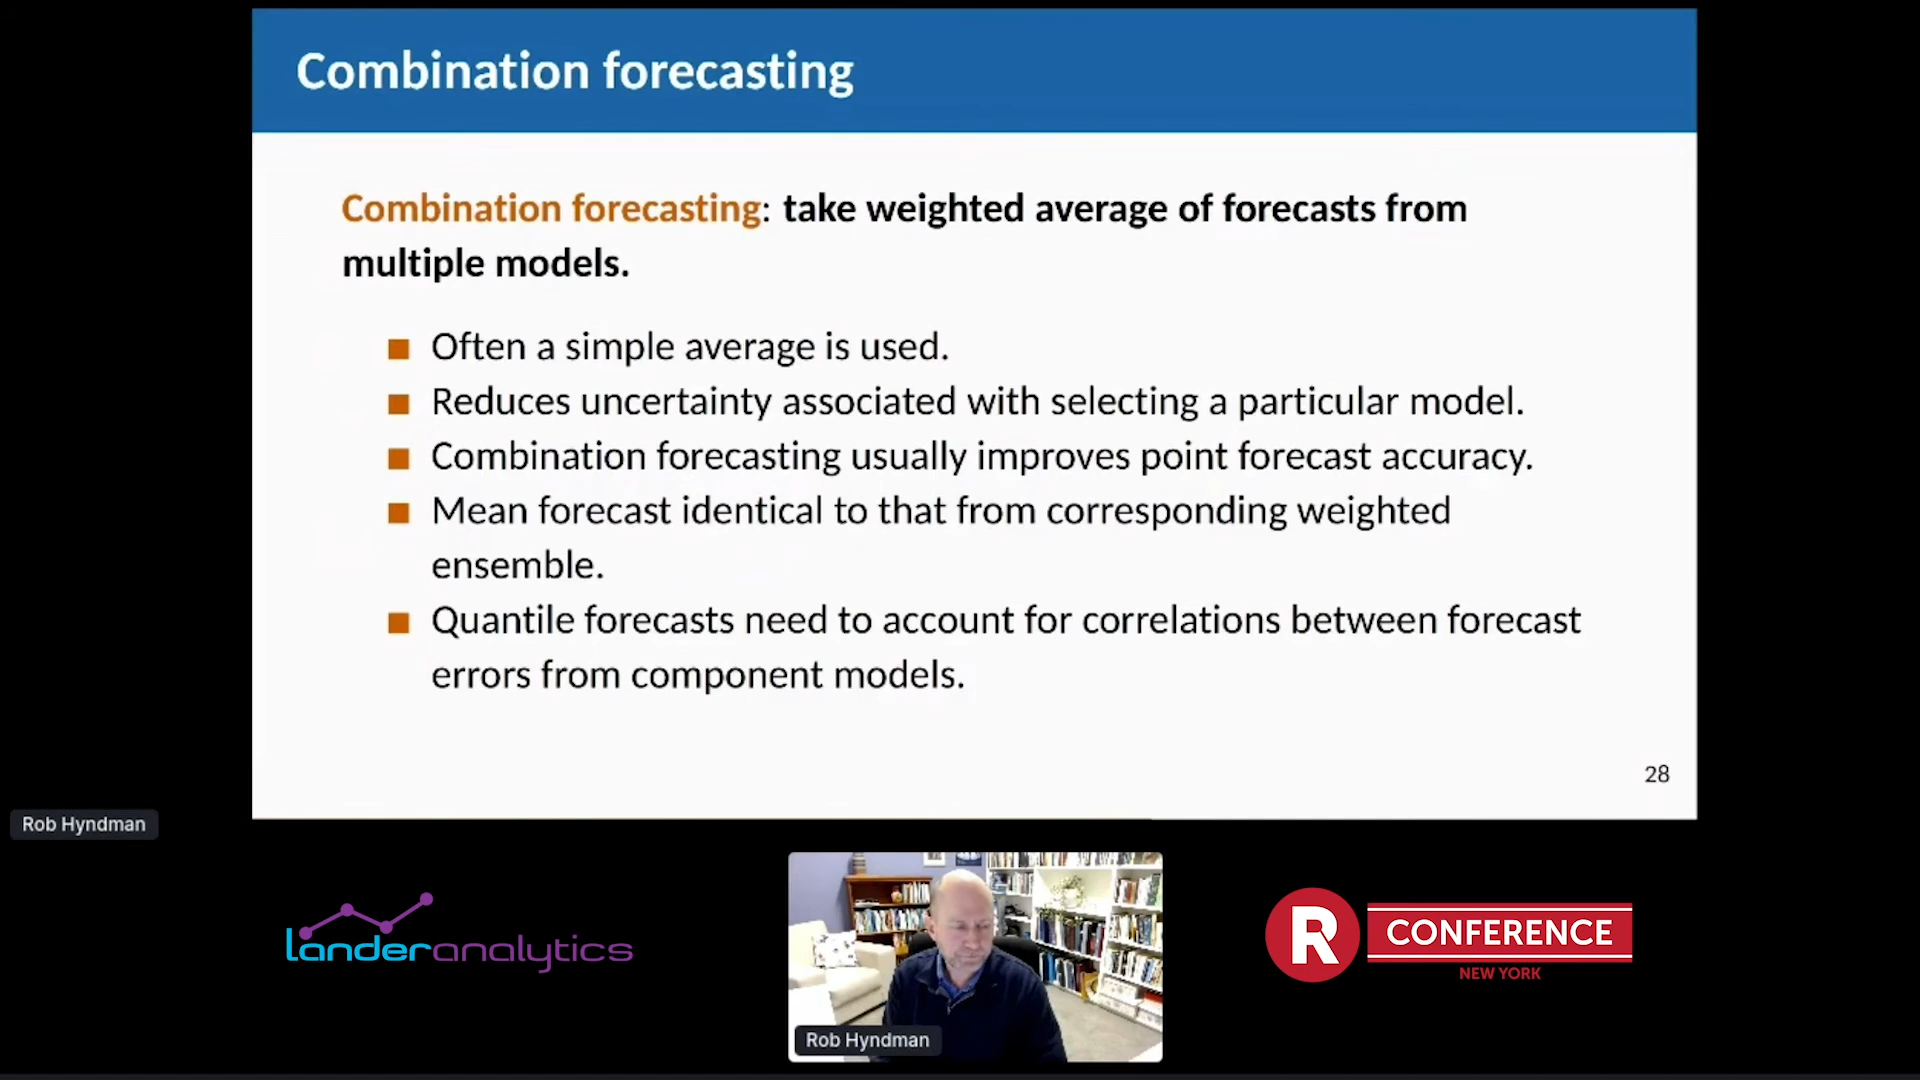 Combination forecasting
Combination forecasting: take weighted average of forecasts from
multiple models.
Often a simple average is used.
Reduces uncertainty associated with selecting a particular model.
Combination forecasting usually improves point forecast accuracy.
Mean forecast identical to that from corresponding weighted
ensemble.
Quantile forecasts need to account for correlations between forecast
errors from component models.
28
Rob Hyndman
landeranalytics
Rob Hyndman
R CONFERENCE
NEW YORK